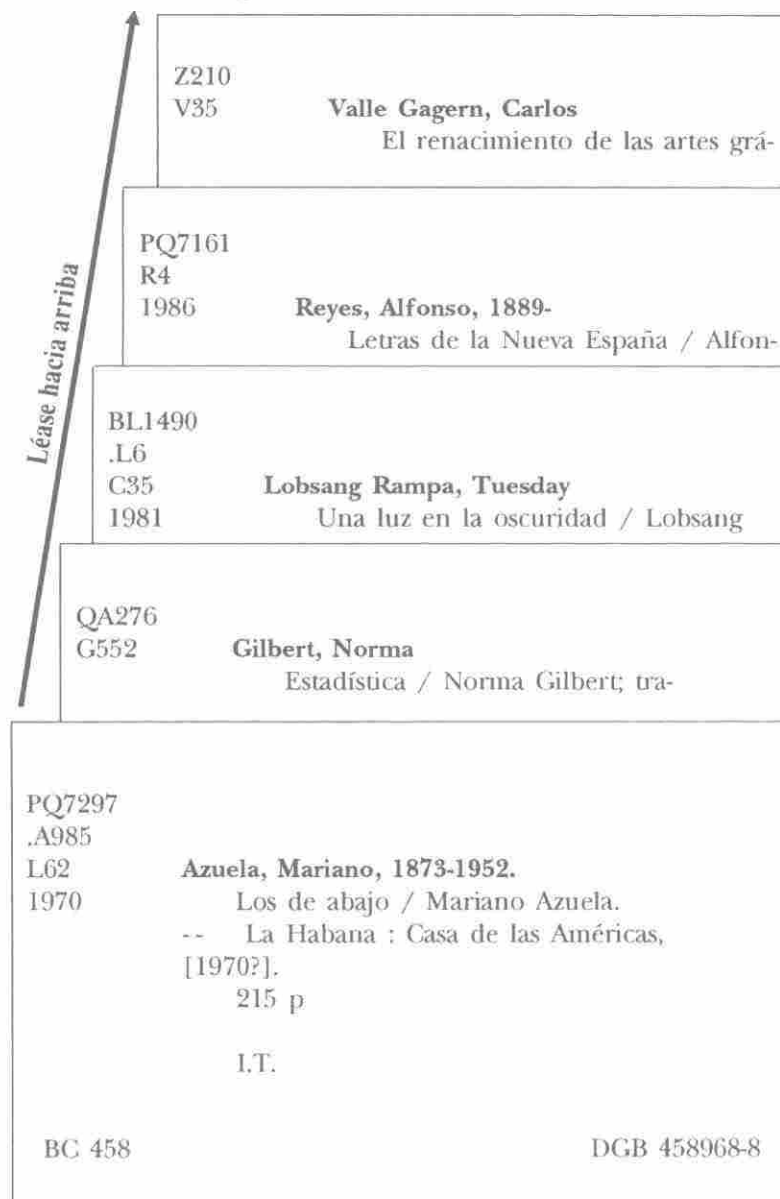 Z210
V35 Valle Gagern, Carlos
El renacimiento de las artes grá-
PQ7161
R4
1986 Reyes, Alfonso, 1889-
Letras de la Nueva España / Alfon-
BL1490
.L6
C35 Lobsang Rampa, Tuesday
1981 Una luz en la oscuridad / Lobsang
QA276
G552 Gilbert, Norma
Estadística / Norma Gilbert; tra-
Léase hacia arriba
PQ7297
.A985
L62 Azuela, Mariano, 1873-1952.
1970 Los de abajo / Mariano Azuela.
-- La Habana : Casa de las Américas,
[1970?].
215 p
I.T.
BC 458 DGB 458968-8